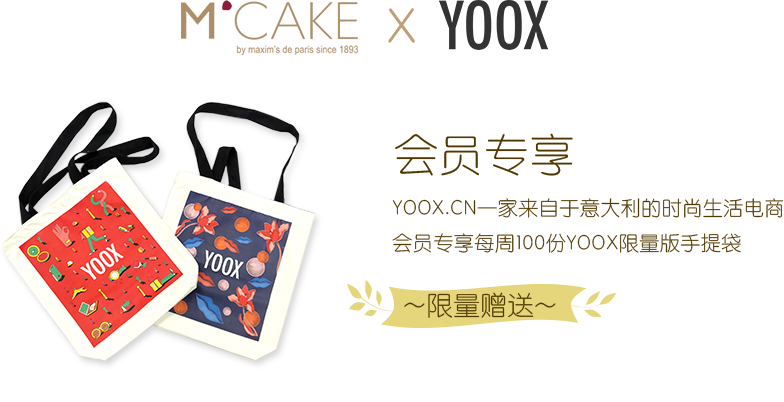 M'CAKE X YOOX
by maxim's de paris since 1893
会员专享
YOOX.CN一家来自于意大利的时尚生活电商
会员专享每周100份YOOX限量版手提袋
~限量赠送~
YOOX
YOOX